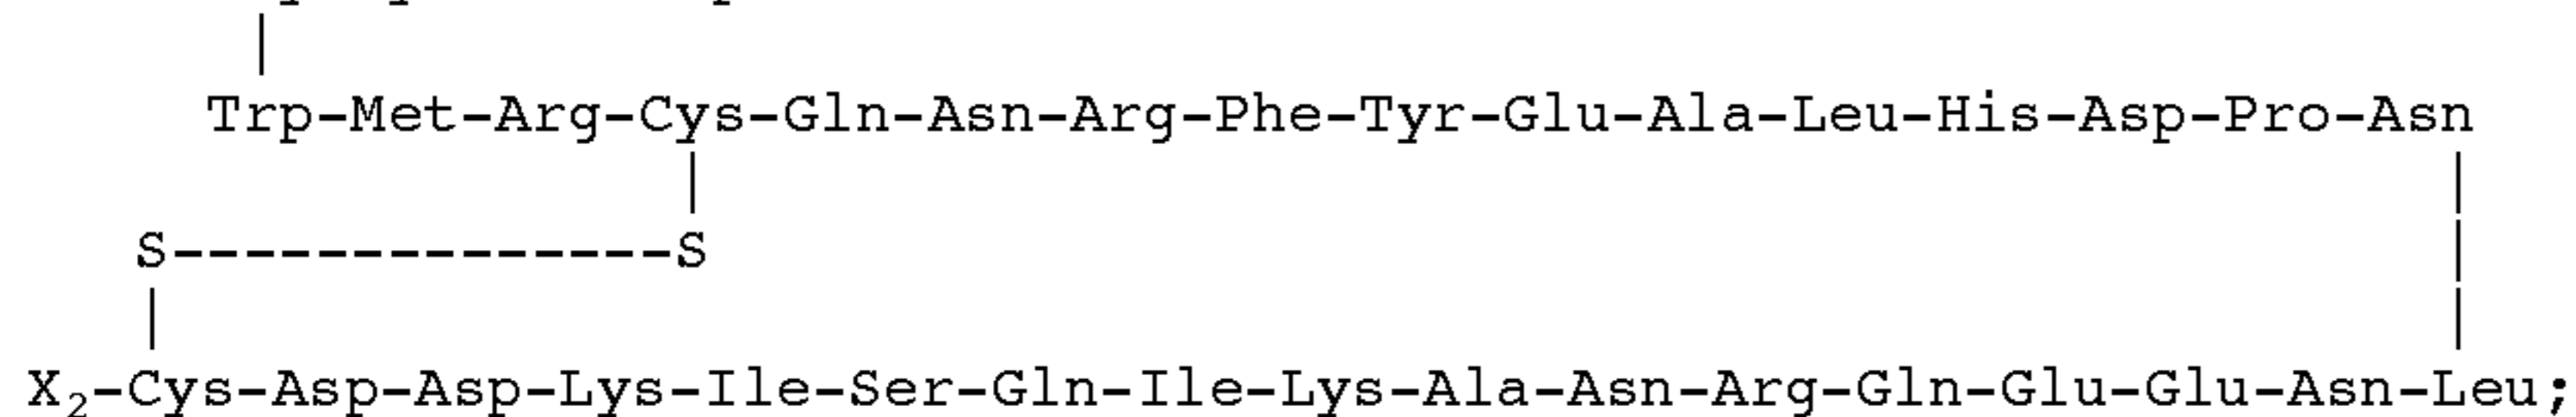 Trp-Met-Arg-Cys-Gln-Asn-Arg-Phe-Tyr-Glu-Ala-Leu-His-Asp-Pro-Asn
S---------------S
X₂-Cys-Asp-Asp-Lys-Ile-Ser-Gln-Ile-Lys-Ala-Asn-Arg-Gln-Glu-Glu-Asn-Leu;